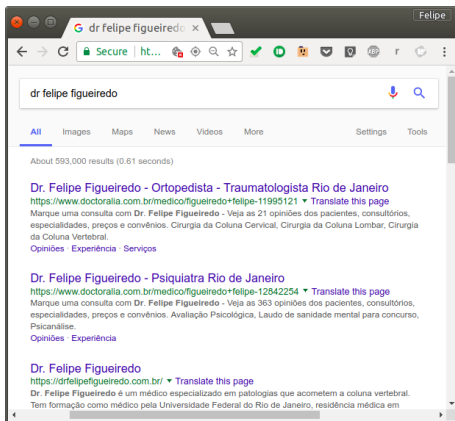 Felipe
dr felipe figueiredo
Secure ht...
ABP r
dr felipe figueiredo
All Images Maps News Videos More Settings Tools
About 593,000 results (0.61 seconds)
Dr. Felipe Figueiredo - Ortopedista - Traumatologista Rio de Janeiro
https://www.doctoralia.com.br/medico/figueiredo+felipe-11995121 Translate this page
Marque uma consulta com Dr. Felipe Figueiredo - Veja as 21 opiniões dos pacientes, consultórios,
especialidades, preços e convênios. Cirurgia da Coluna Cervical, Cirurgia da Coluna Lombar, Cirurgia
da Coluna Vertebral.
Opiniões · Experiência · Serviços
Dr. Felipe Figueiredo - Psiquiatra Rio de Janeiro
https://www.doctoralia.com.br/medico/figueiredo+felipe-12842254 Translate this page
Marque uma consulta com Dr. Felipe Figueiredo - Veja as 363 opiniões dos pacientes, consultórios,
especialidades, preços e convênios. Avaliação Psicológica, Laudo de sanidade mental para concurso,
Psicanálise.
Opiniões · Experiência
Dr. Felipe Figueiredo
https://drfelipefigueiredo.com.br/ Translate this page
Dr. Felipe Figueiredo é um médico especializado em patologias que acometem a coluna vertebral.
Tem formação como médico pela Universidade Federal do Rio de Janeiro, residência médica em